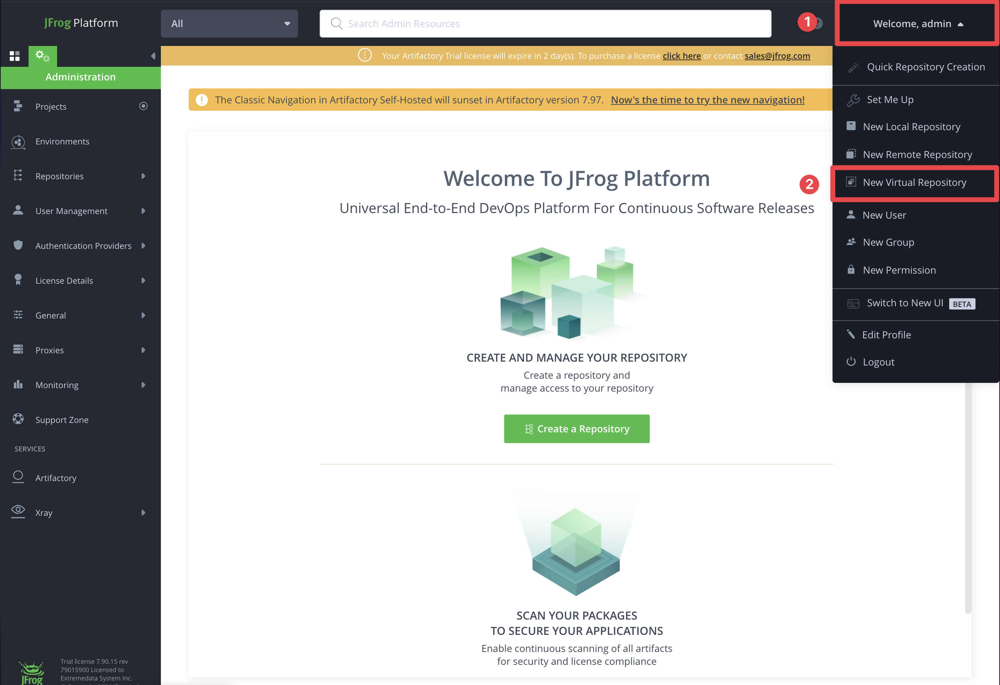 JFrog Platform
All
Search Admin Resources
1
?
Welcome, admin
Your Artifactory Trial license will expire in 2 day(s). To purchase a license click here or contact sales@jfrog.com.
Administration
The Classic Navigation in Artifactory Self-Hosted will sunset in Artifactory version 7.97. Now's the time to try the new navigation!
Projects
Environments
Repositories
User Management
Authentication Providers
License Details
General
Proxies
Monitoring
Support Zone
SERVICES
Artifactory
Xray
JFrog
Trial license 7.90.15 rev
79015900 Licensed to
Extremedata System Inc.
Welcome To JFrog Platform
Universal End-to-End DevOps Platform For Continuous Software Releases
CREATE AND MANAGE YOUR REPOSITORY
Create a repository and
manage access to your repository
Create a Repository
SCAN YOUR PACKAGES
TO SECURE YOUR APPLICATIONS
Enable continuous scanning of all artifacts
for security and license compliance
Quick Repository Creation
Set Me Up
New Local Repository
New Remote Repository
2
New Virtual Repository
New User
New Group
New Permission
Switch to New UI BETA
Edit Profile
Logout